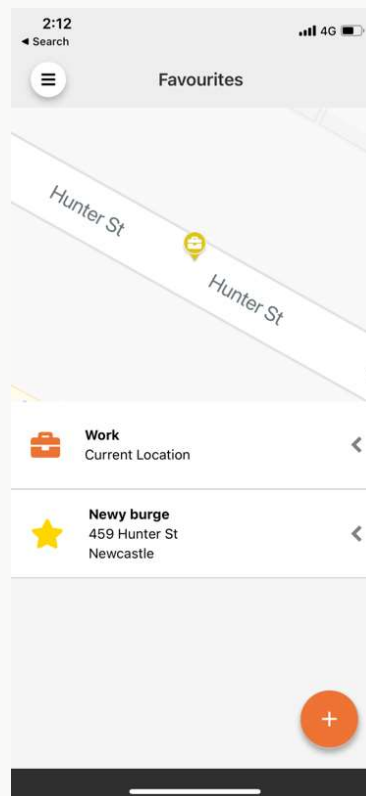 2:12
4G
Search
Favourites
Hunter St
Hunter St
Work
Current Location
Newy burge
459 Hunter St
Newcastle
+